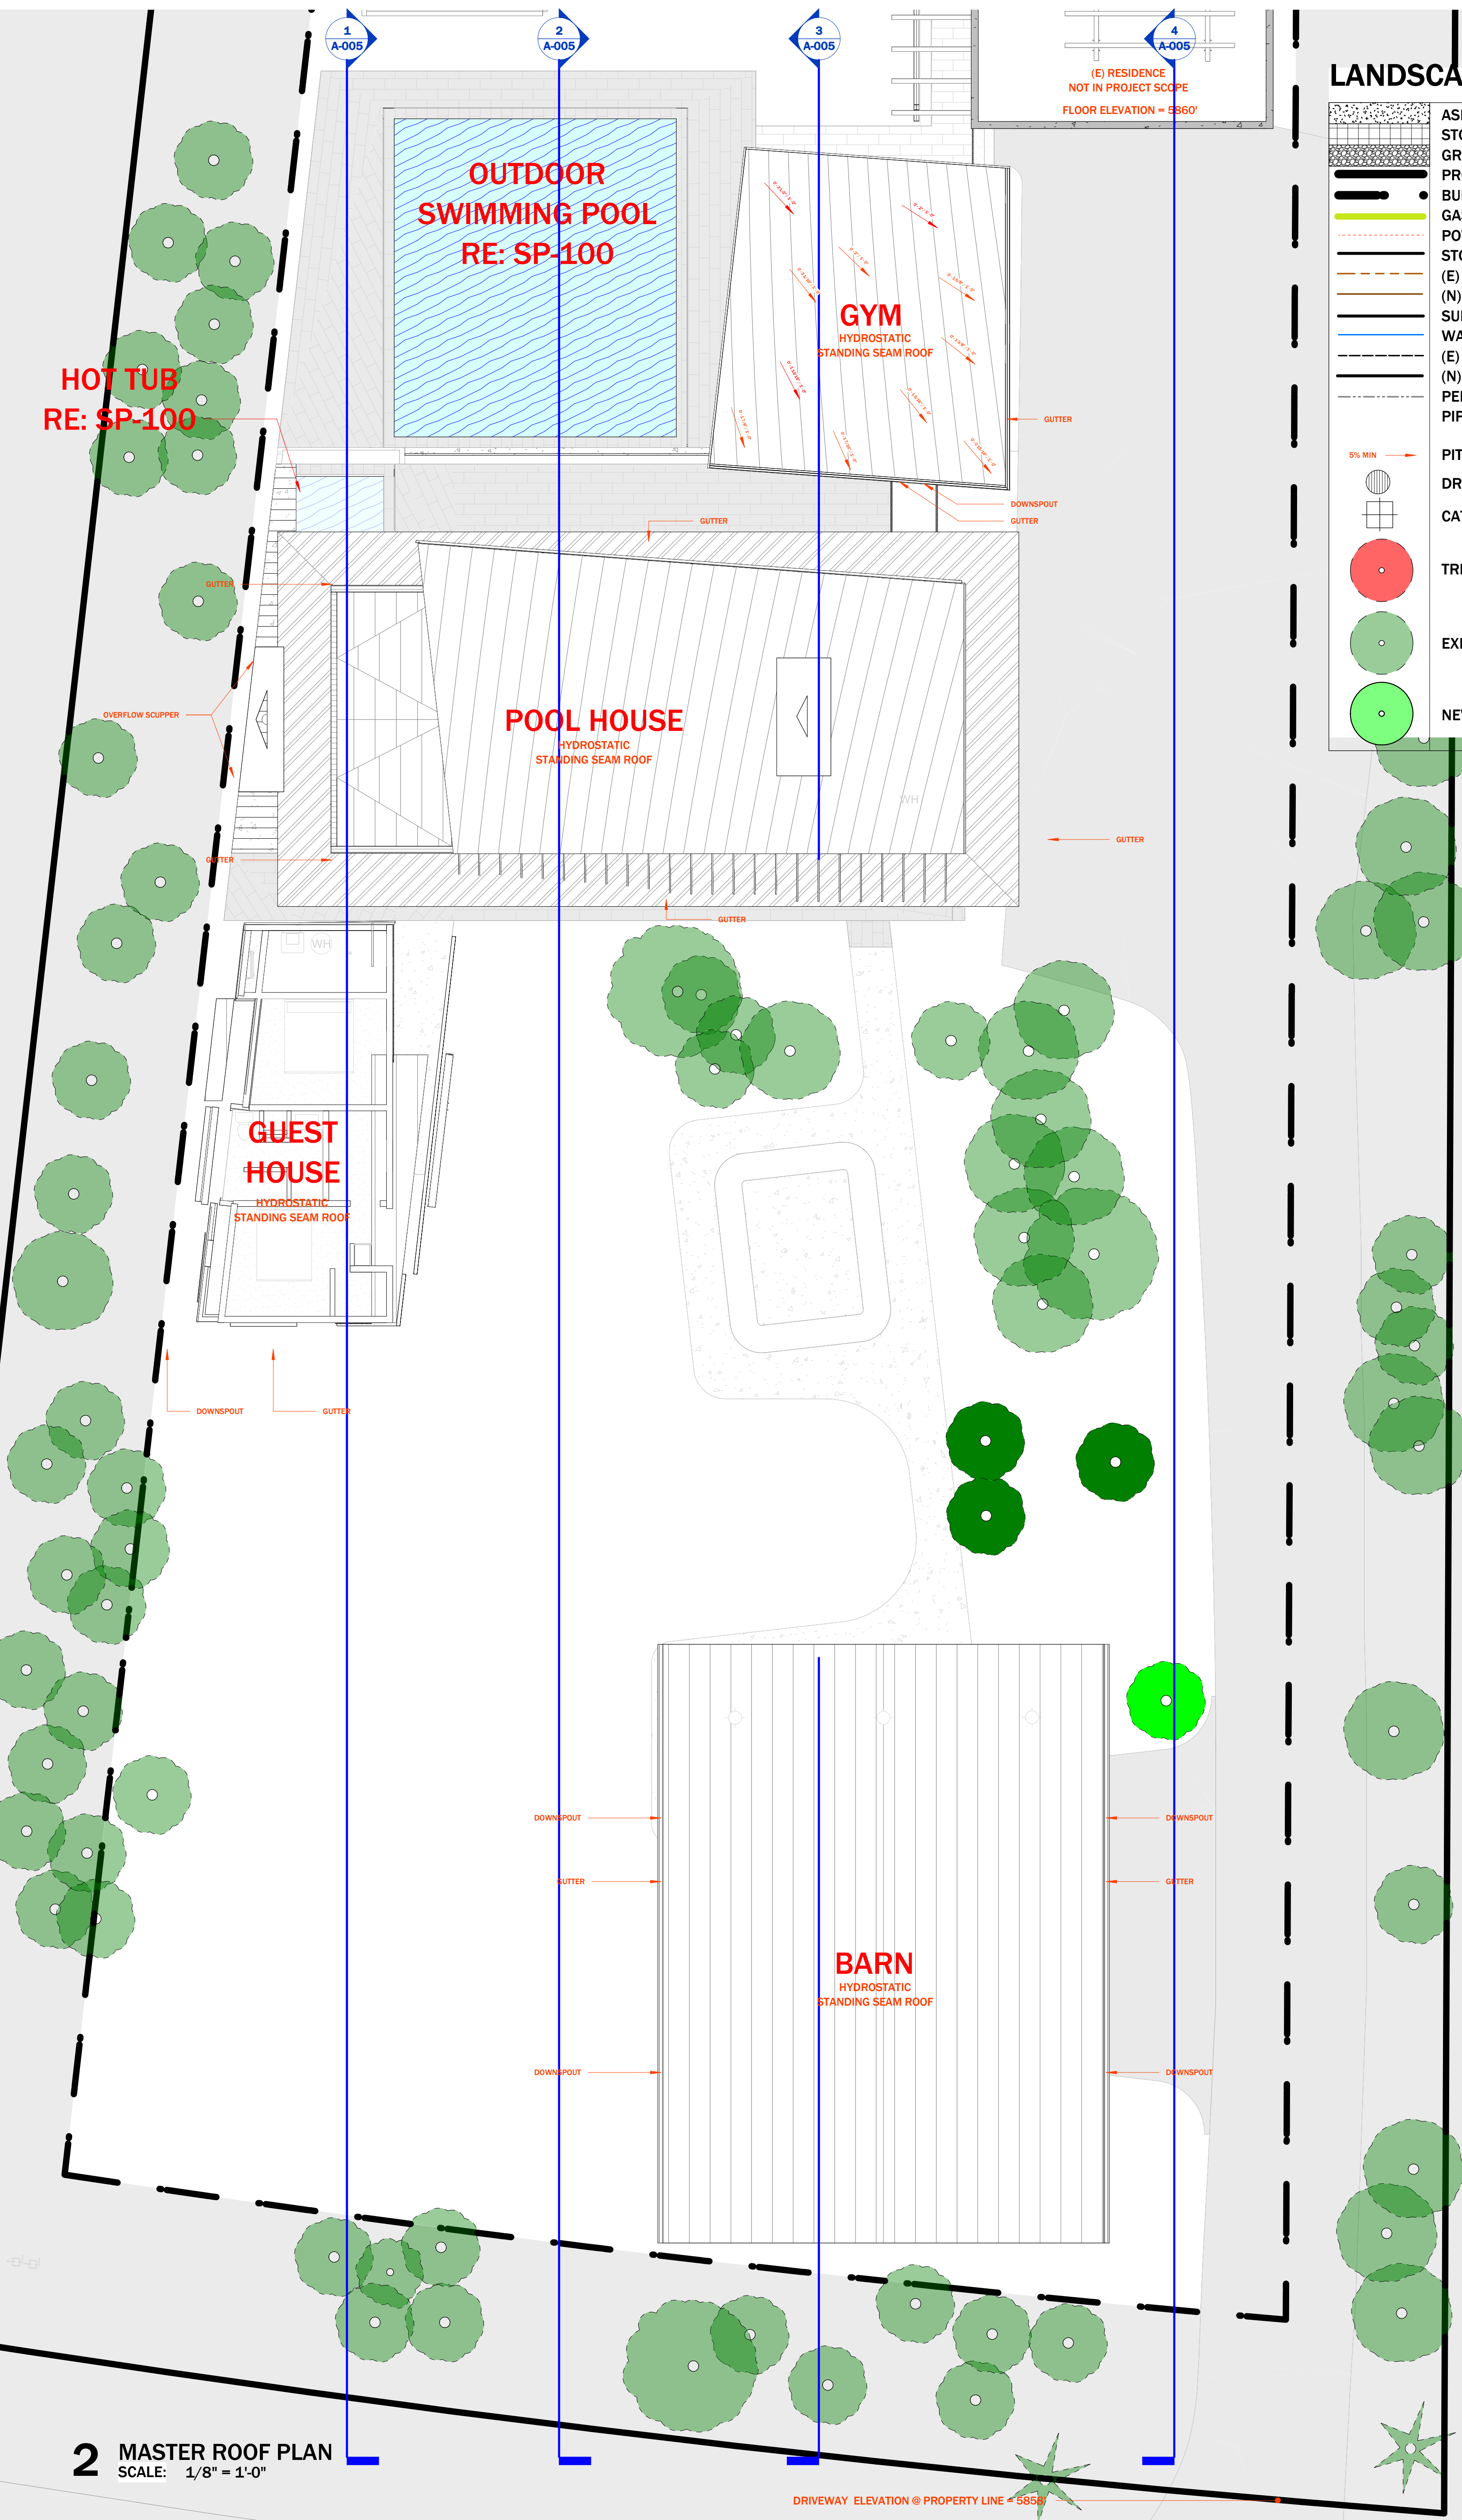 1
A-005
2
A-005
3
A-005
4
A-005
(E) RESIDENCE
NOT IN PROJECT SCOPE
FLOOR ELEVATION = 5860'
LANDSCA
OUTDOOR
SWIMMING POOL
RE: SP-100
GYM
HYDROSTATIC
STANDING SEAM ROOF
HOT TUB
RE: SP-100
GUTTER
DOWNSPOUT
GUTTER
GUTTER
GUTTER
OVERFLOW SCUPPER
POOL HOUSE
HYDROSTATIC
STANDING SEAM ROOF
WH
GUTTER
GUTTER
GUTTER
WH
GUEST
HOUSE
HYDROSTATIC
STANDING SEAM ROOF
DOWNSPOUT
GUTTER
DOWNSPOUT
DOWNSPOUT
GUTTER
GUTTER
BARN
HYDROSTATIC
STANDING SEAM ROOF
DOWNSPOUT
DOWNSPOUT
(E)
(N)
(E)
(N)
5% MIN
2
MASTER ROOF PLAN
SCALE: 1/8" = 1'-0"
DRIVEWAY ELEVATION @ PROPERTY LINE = 5858'